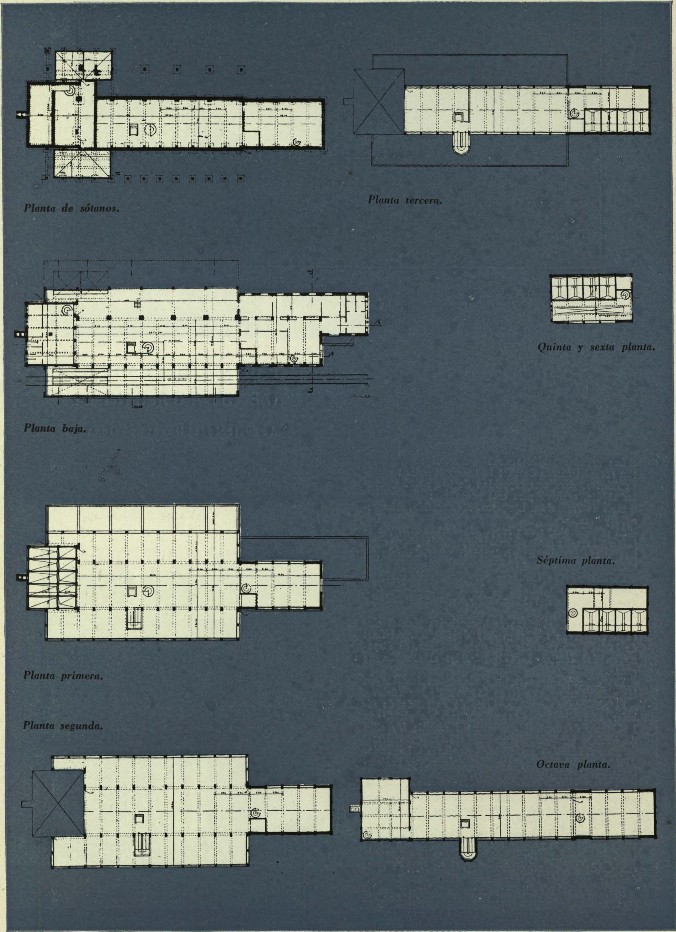 Planta de sótanos.
Planta tercera.
Planta baja.
Quinta y sexta planta.
Planta primera.
Séptima planta.
Planta segunda.
Octava planta.